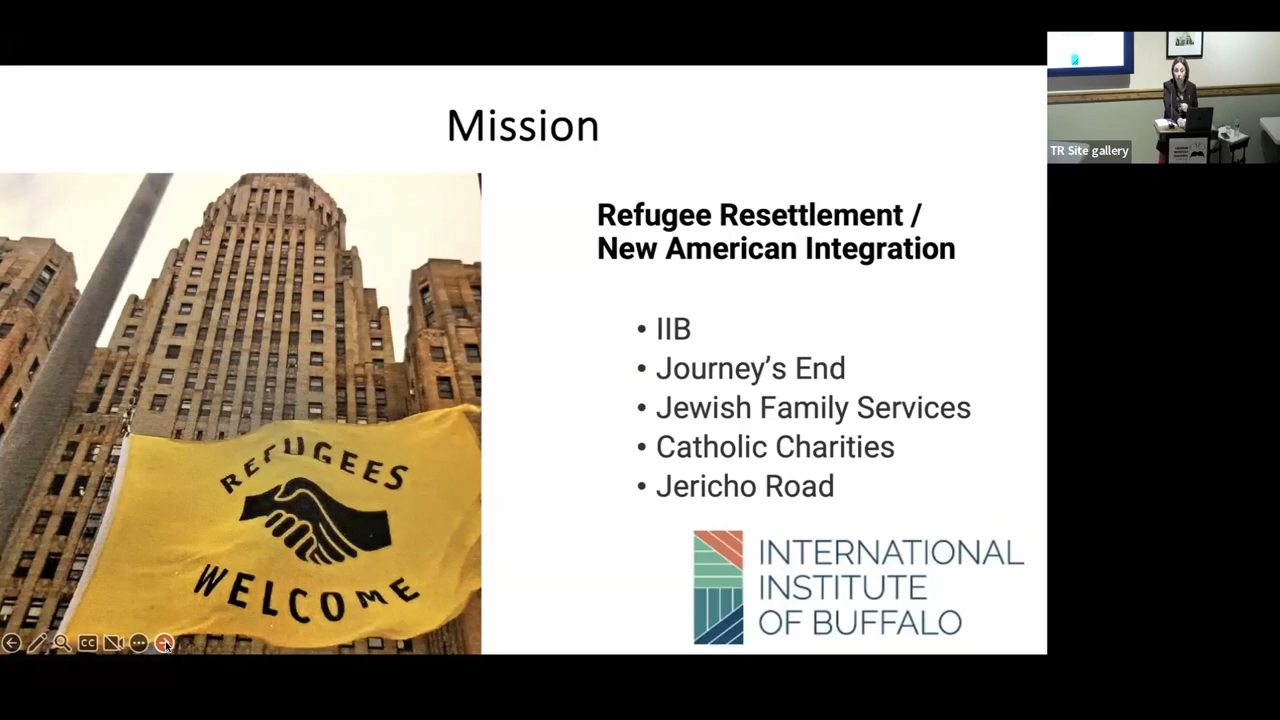 Mission
REFUGEES
WELCOME
Refugee Resettlement /
New American Integration
• IIB
• Journey's End
• Jewish Family Services
• Catholic Charities
• Jericho Road
INTERNATIONAL
INSTITUTE
OF BUFFALO
TR Site gallery
CC